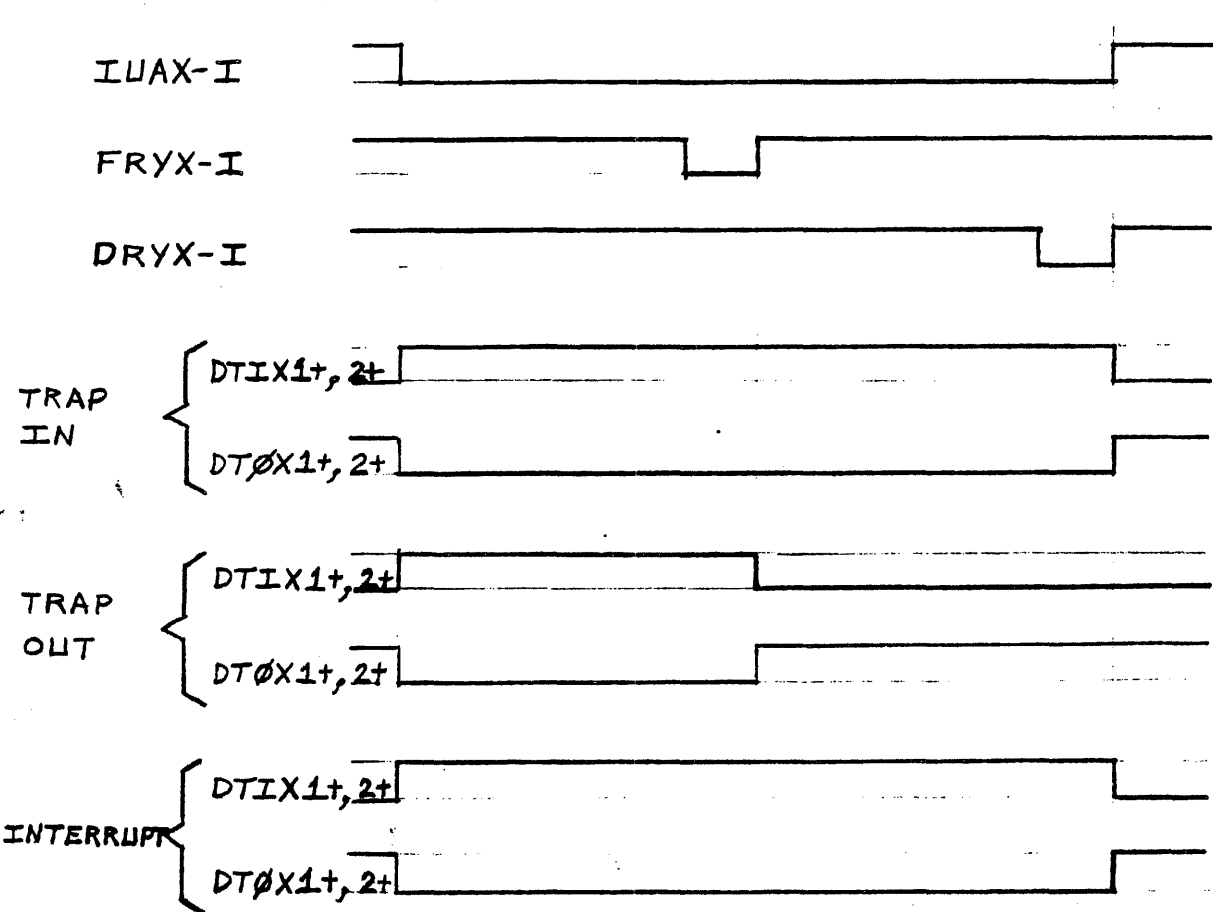 IUAX-I
FRYX-I
DRYX-I
TRAP
IN
DTIX1+, 2+
DTØX1+, 2+
TRAP
OUT
DTIX1+, 2+
DTØX1+, 2+
INTERRUPT
DTIX1+, 2+
DTØX1+, 2+